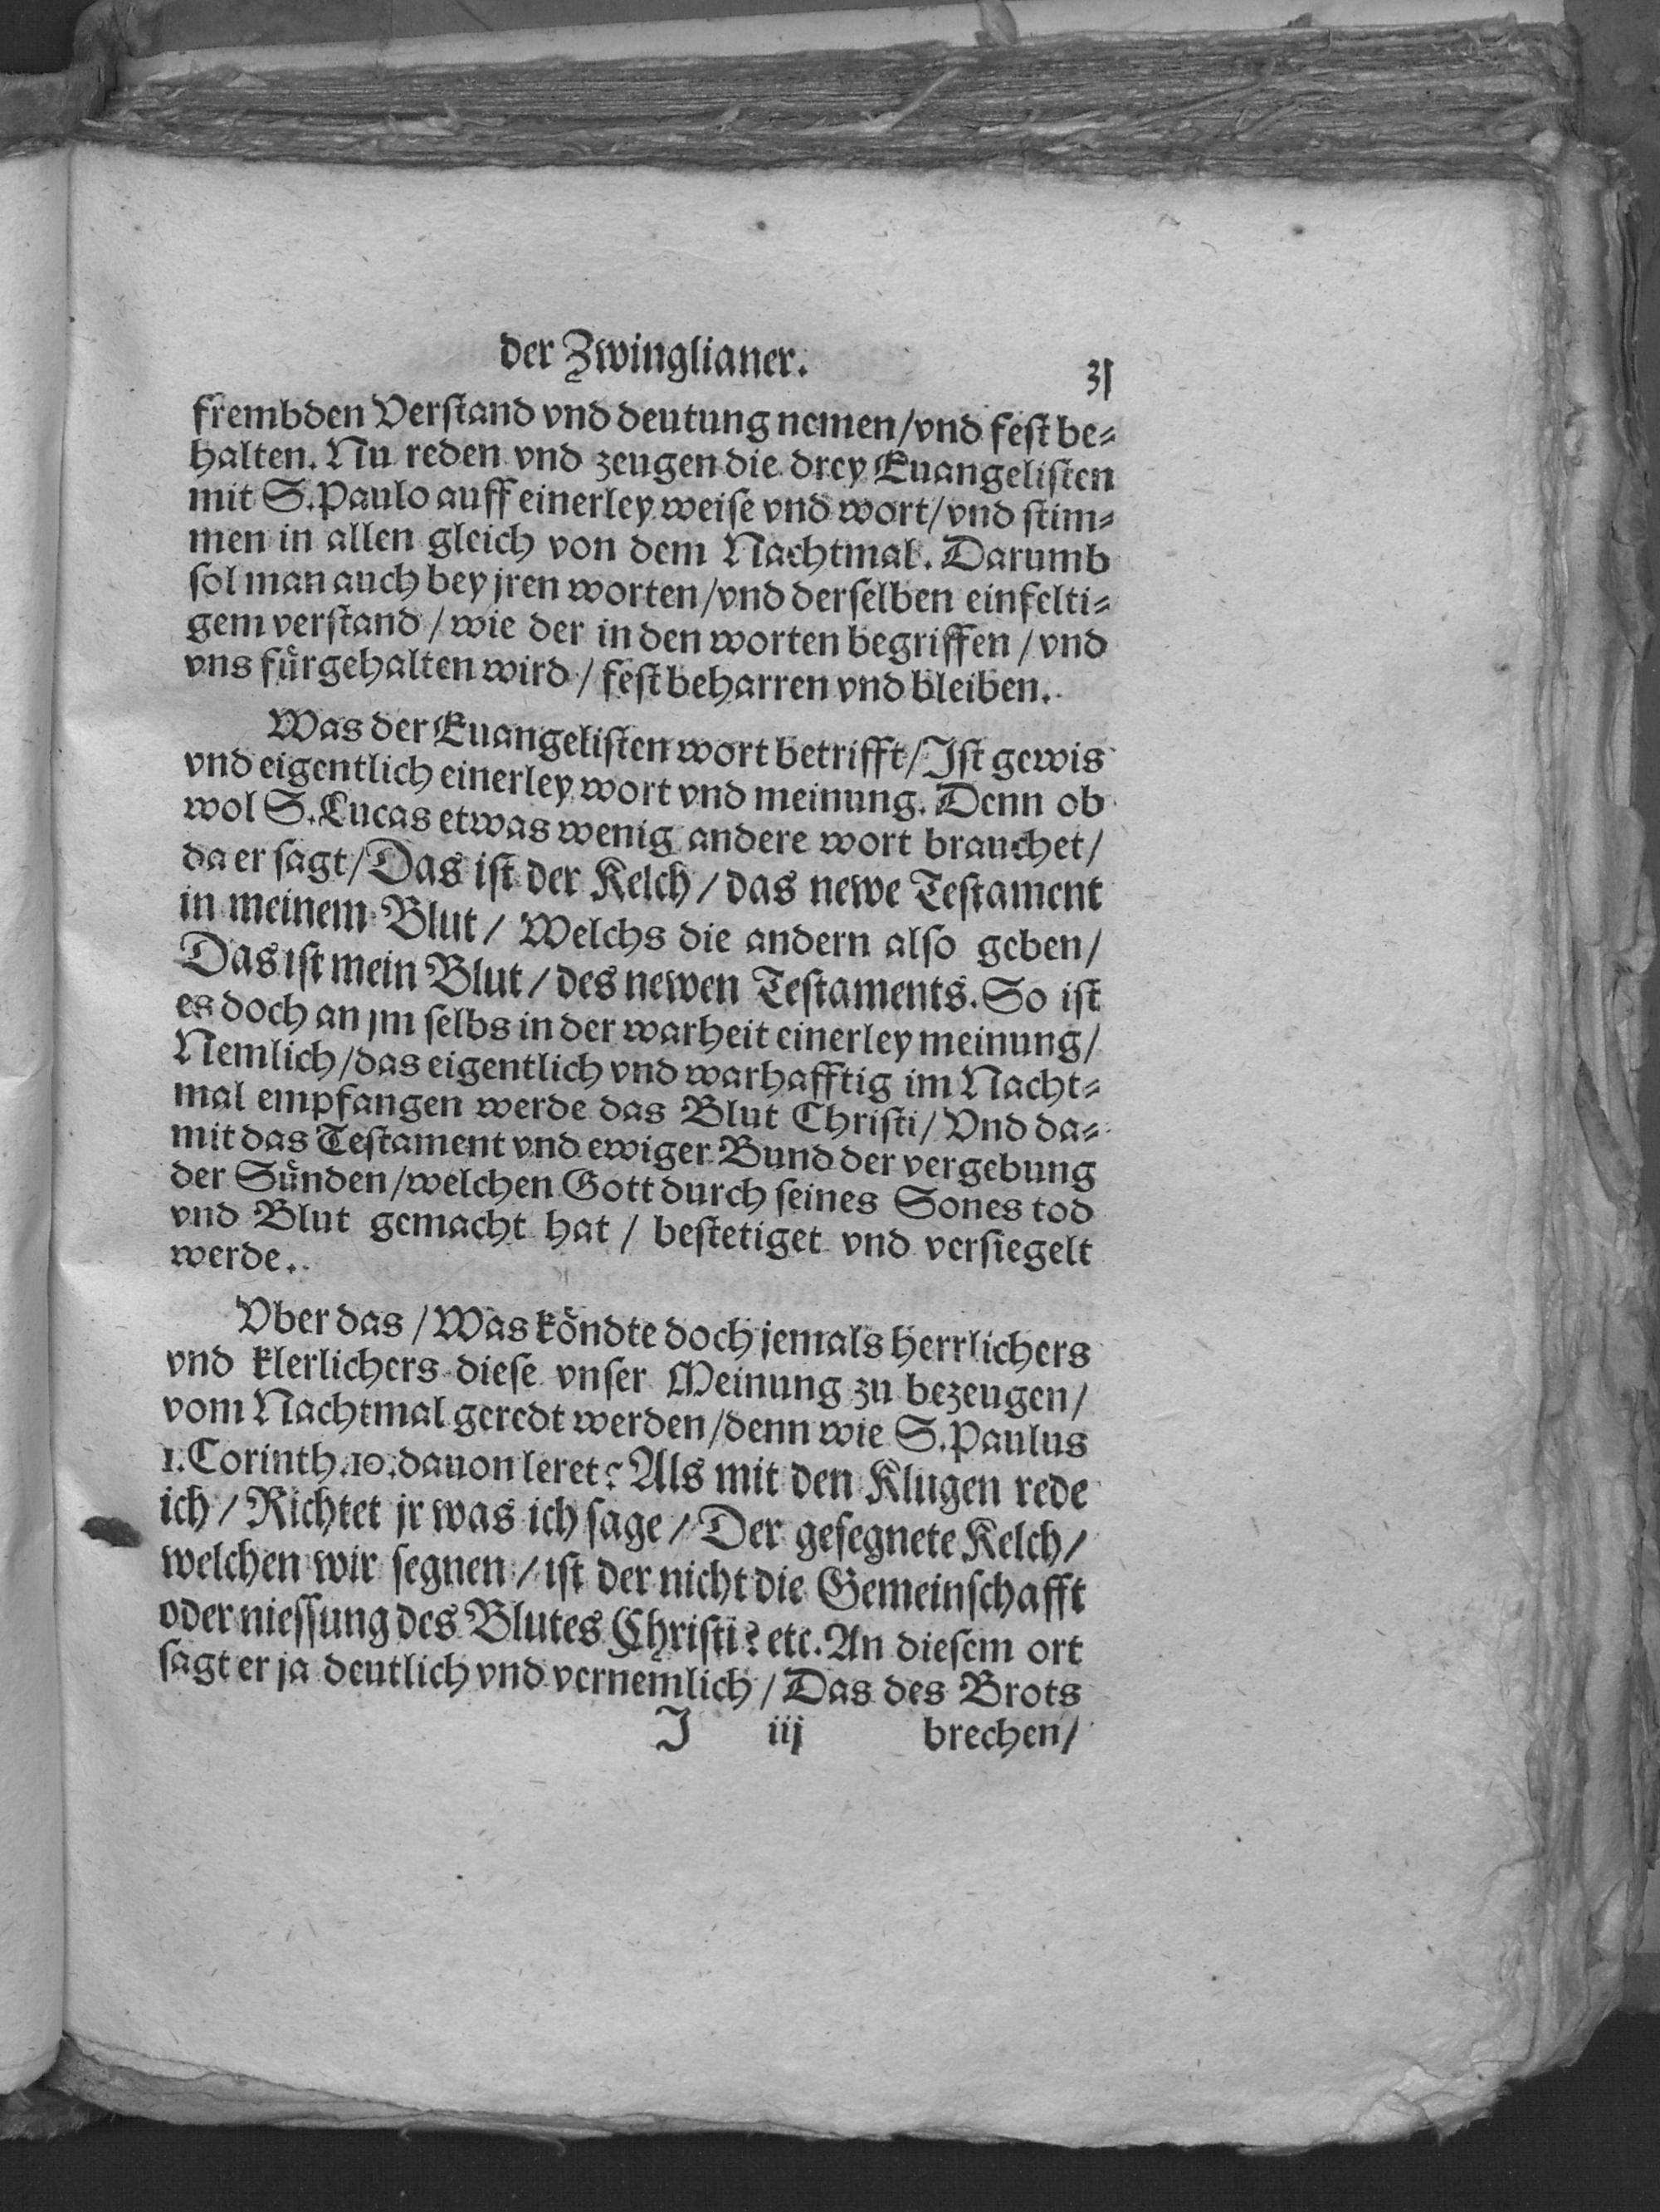 der Zwinglianer. 31
frembden Verſtand vnd deutung nemen/vnd feſt be⸗
halten. Nu reden vnd zeugen die drey Euangeliſten
mit S. Paulo auff einerley weiſe vnd wort/vnd ſtim⸗
men in allen gleich von dem Nachtmal. Darumb
ſol man auch bey jren worten/vnd derſelben einfelti⸗
gem verſtand/wie der in den worten begriffen/vnd
vns fuͤrgehalten wird/feſt beharren vnd bleiben.
Was der Euangeliſten wort betrifft/Iſt gewis
vnd eigentlich einerley wort vnd meinung. Denn ob
wol S. Lucas etwas wenig andere wort brauchet/
da er ſagt/Das iſt der Kelch/das newe Teſtament
in meinem Blut/Welchs die andern alſo geben/
Das iſt mein Blut/des newen Teſtaments. So iſt
es doch an jm ſelbs in der warheit einerley meinung/
Nemlich/das eigentlich vnd warhafftig im Nacht⸗
mal empfangen werde das Blut Chriſti/Vnd da⸗
mit das Teſtament vnd ewiger Bund der vergebung
der Suͤnden/welchen Gott durch ſeines Sones tod
vnd Blut gemacht hat/beſtetiget vnd verſiegelt
werde.
Vber das/Was koͤndte doch jemals herrlichers
vnd klerlichers dieſe vnſer Meinung zu bezeugen/
vom Nachtmal geredt werden/denn wie S. Paulus
1. Corinth. 10. dauon leret? Als mit den Klugen rede
ich/Richtet jr was ich ſage/Der geſegnete Kelch/
welchen wir ſegnen/iſt der nicht die Gemeinſchafft
oder nieſſung des Blutes Chriſti? etc. An dieſem ort
ſagt er ja deutlich vnd vernemlich/Das des Brots
J iij brechen/